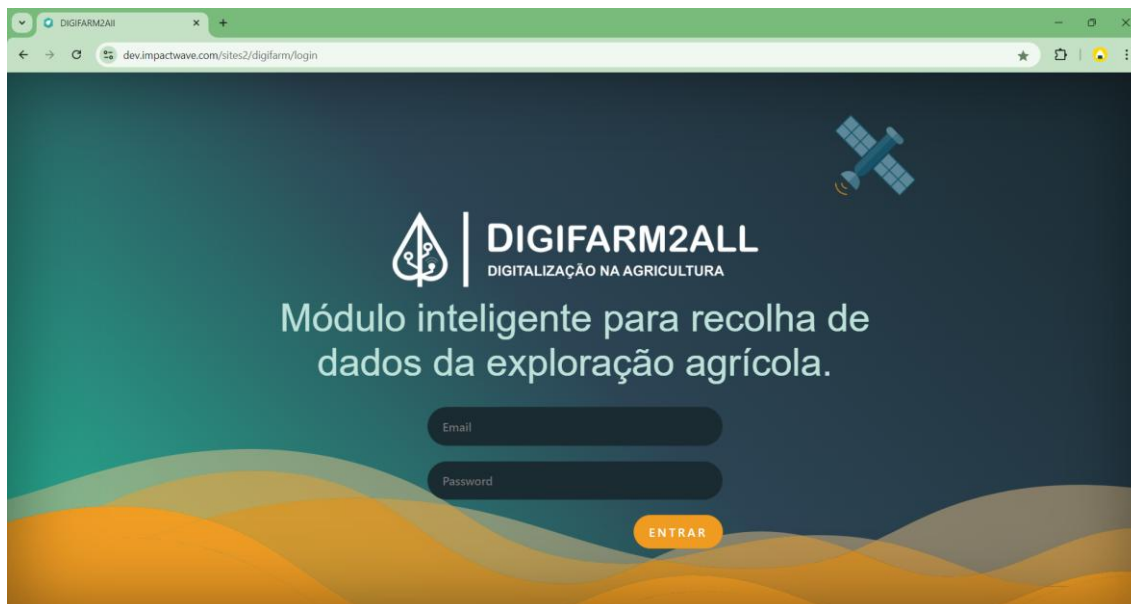 DIGIFARM2All
dev.impactwave.com/sites2/digifarm/login
DIGIFARM2ALL
DIGITALIZAÇÃO NA AGRICULTURA
Módulo inteligente para recolha de
dados da exploração agrícola.
Email
Password
ENTRAR